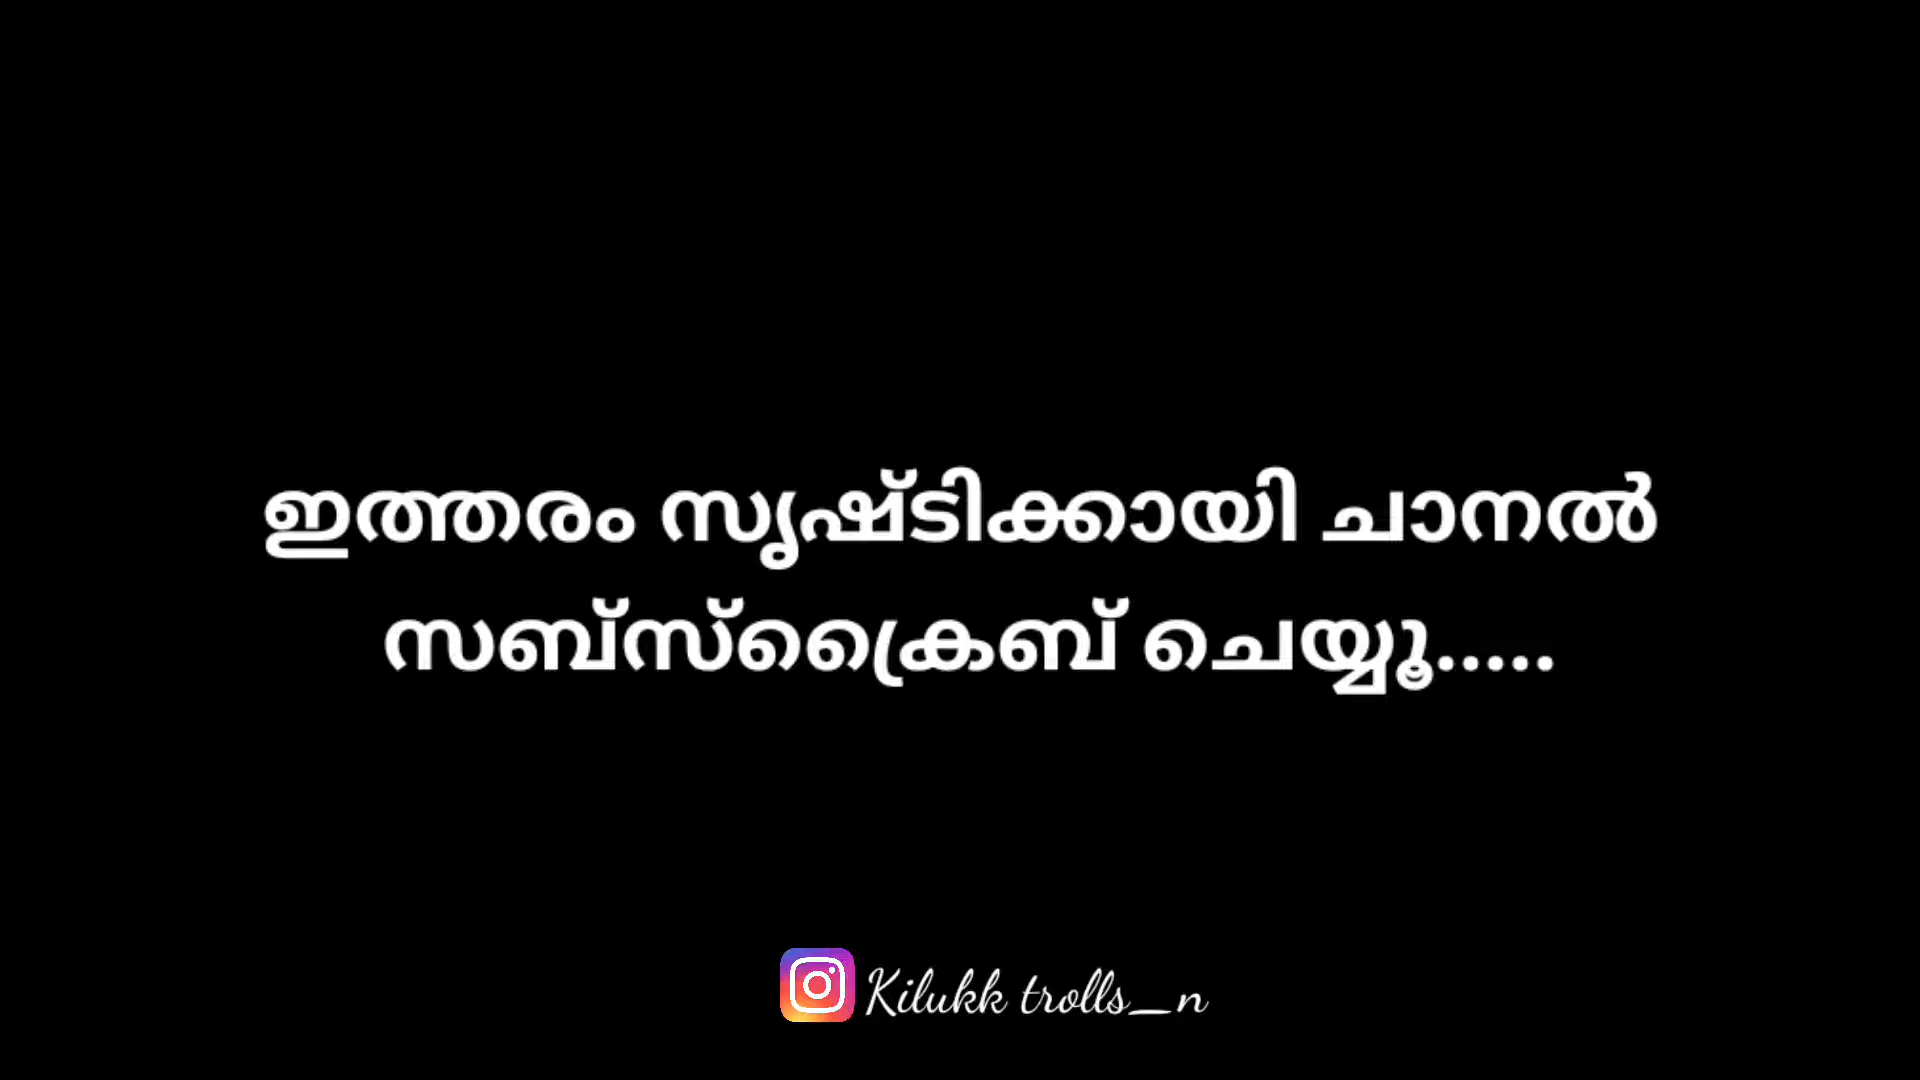 ഇത്തരം സൃഷ്ടിക്കായി ചാനൽ
സബ്സ്ക്രൈബ് ചെയ്യൂ.....
Kilukk trolls_n